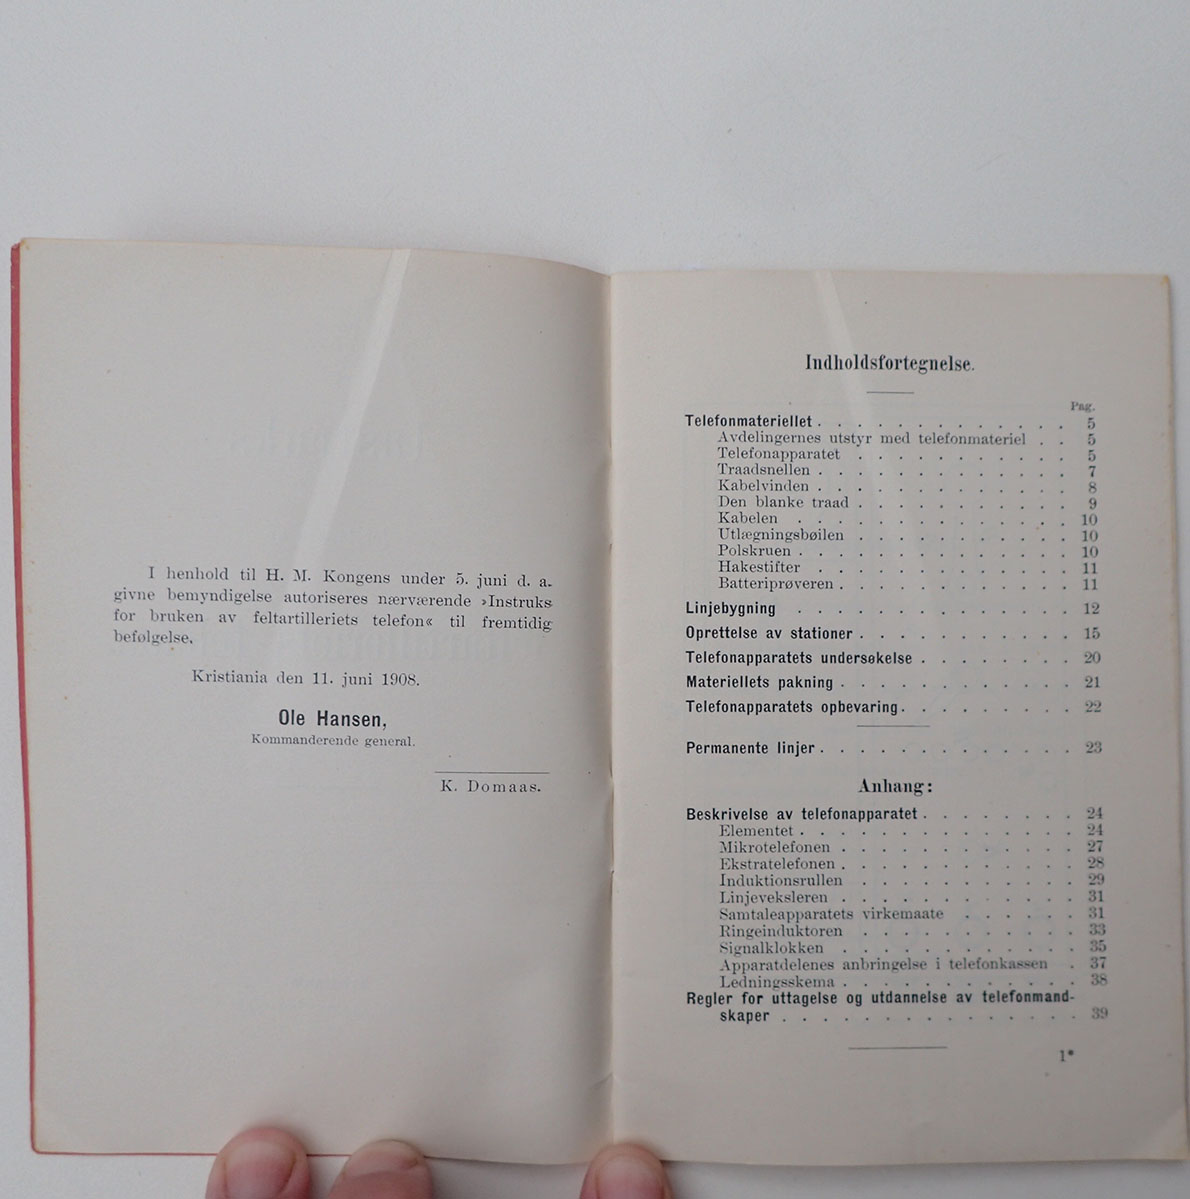 I henhold til H. M. Kongens under 5. juni d. a.
givne bemyndigelse autoriseres nærværende »Instruks
for bruken av feltartilleriets telefon« til fremtidig
befølgelse.
Kristiania den 11. juni 1908.
Ole Hansen,
Kommanderende general.
K. Domaas.
Indholdsfortegnelse.
Pag.
Telefonmateriellet . . . . . . . . . . . . . 5
Avdelingernes utstyr med telefonmateriel . . 5
Telefonapparatet . . . . . . . . . . . 5
Traadsnellen . . . . . . . . . . . . . 7
Kabelvinden . . . . . . . . . . . . . 8
Den blanke traad . . . . . . . . . . . 9
Kabelen . . . . . . . . . . . . . . 10
Utlægningsbøilen . . . . . . . . . . . 10
Polskruen . . . . . . . . . . . . . . 10
Hakestifter . . . . . . . . . . . . . 11
Batteriprøveren . . . . . . . . . . . . 11
Linjebygning . . . . . . . . . . . . . . 12
Oprettelse av stationer . . . . . . . . . . . 15
Telefonapparatets undersøkelse . . . . . . . . 20
Materiellets pakning . . . . . . . . . . . . 21
Telefonapparatets opbevaring . . . . . . . . . 22
Permanente linjer . . . . . . . . . . . . . 23
Anhang:
Beskrivelse av telefonapparatet . . . . . . . . 24
Elementet . . . . . . . . . . . . . . 24
Mikrotelefonen . . . . . . . . . . . . 27
Ekstratelefonen . . . . . . . . . . . . 28
Induktionsrullen . . . . . . . . . . . 29
Linjeveksleren . . . . . . . . . . . . 31
Samtaleapparatets virkemaate . . . . . . 31
Ringeinduktoren . . . . . . . . . . . 33
Signalklokken . . . . . . . . . . . . 35
Apparatdelenes anbringelse i telefonkassen . 37
Ledningsskema . . . . . . . . . . . . 38
Regler for uttagelse og utdannelse av telefonmand-
skaper . . . . . . . . . . . . . . . 39
1*